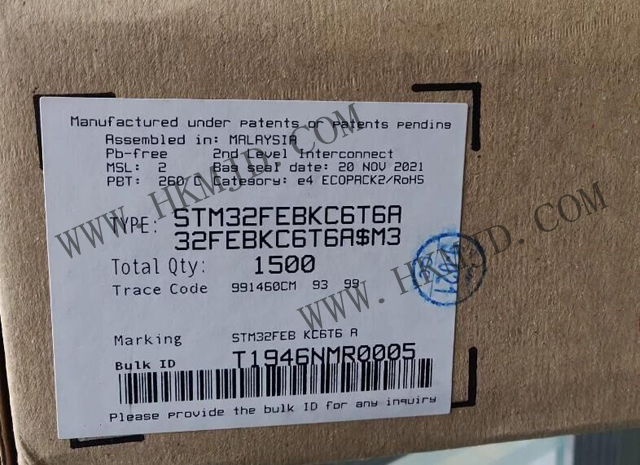 Manufactured under patents or patents pending
Assembled in: MALAYSIA
Pb-free 2nd Level Interconnect
MSL: 2 Bag seal date: 20 NOV 2021
PBT: 260 C Category: e4 ECOPACK2/RoHS
TYPE: STM32FEBKC6T6A
32FEBKC6T6A$M3
Total Qty: 1500
Trace Code 991460CM 93 99
Marking STM32FEB KC6T6 A
Bulk ID T1946NMR0005
Please provide the bulk ID for any inquiry
WWW.HKMJD.COM
WWW.HKMJD.COM